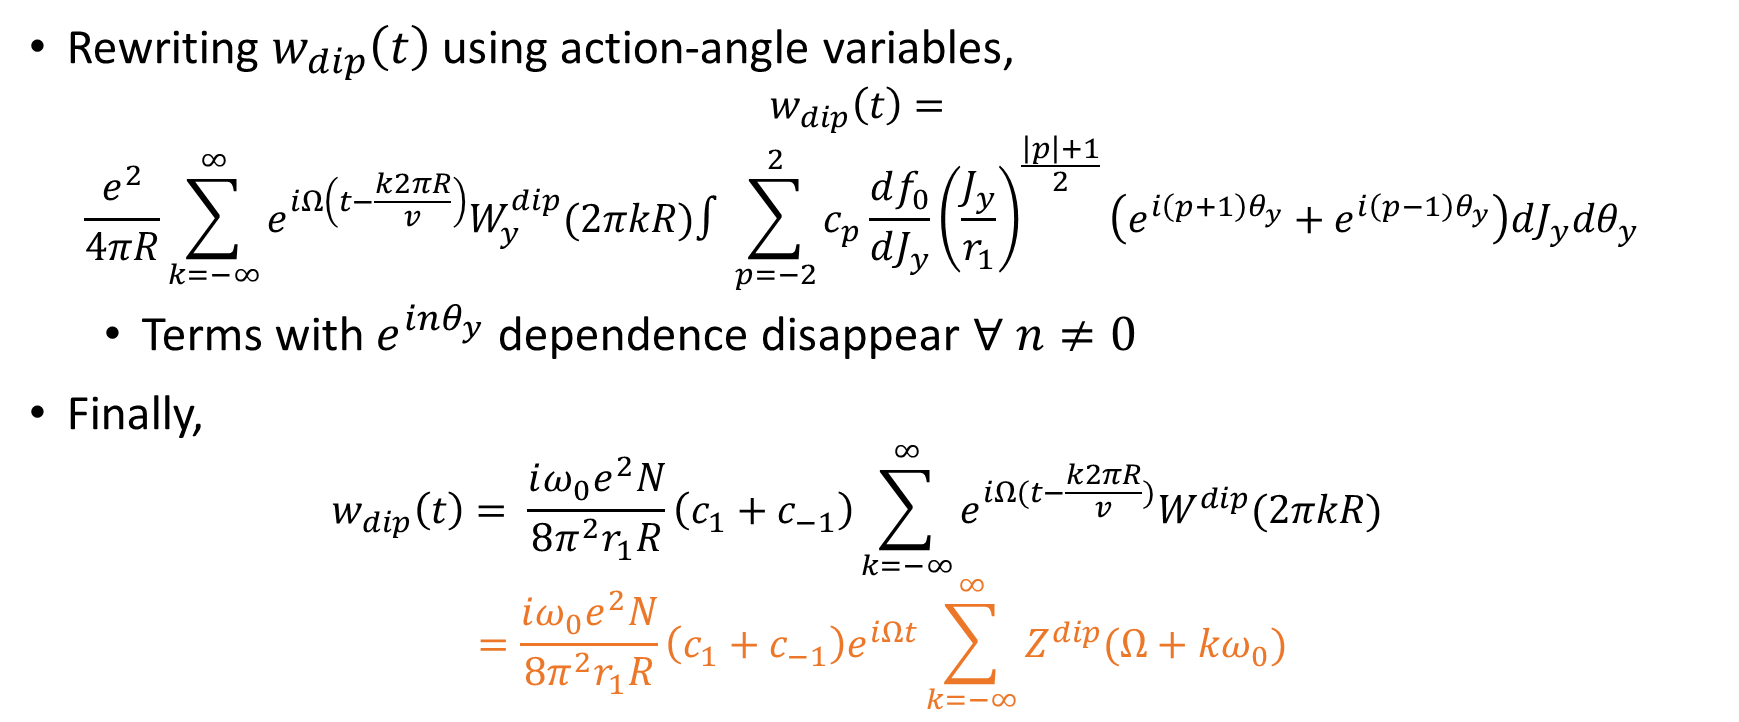 • Rewriting $w_{dip}(t)$ using action-angle variables,
$w_{dip}(t) =$
$\frac{e^2}{4\pi R} \sum_{k=-\infty}^{\infty} e^{i\Omega\left(t-\frac{k2\pi R}{v}\right)} W_y^{dip}(2\pi kR) \int \sum_{p=-2}^{2} c_p \frac{df_0}{dJ_y} \left(\frac{J_y}{r_1}\right)^{\frac{|p|+1}{2}} \left(e^{i(p+1)\theta_y} + e^{i(p-1)\theta_y}\right) dJ_y d\theta_y$
• Terms with $e^{in\theta_y}$ dependence disappear $\forall\ n \neq 0$
• Finally,
$w_{dip}(t) = \frac{i\omega_0 e^2 N}{8\pi^2 r_1 R} (c_1 + c_{-1}) \sum_{k=-\infty}^{\infty} e^{i\Omega(t-\frac{k2\pi R}{v})} W^{dip}(2\pi kR)$
$= \frac{i\omega_0 e^2 N}{8\pi^2 r_1 R} (c_1 + c_{-1}) e^{i\Omega t} \sum_{k=-\infty}^{\infty} Z^{dip}(\Omega + k\omega_0)$